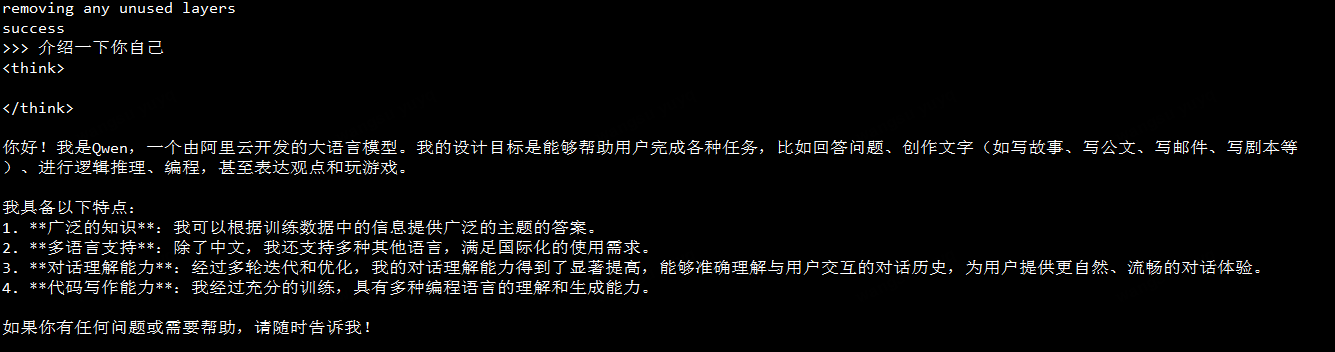 removing any unused layers
success
>>> 介绍一下你自己
<think>
</think>
你好！我是Qwen，一个由阿里云开发的大语言模型。我的设计目标是能够帮助用户完成各种任务，比如回答问题、创作文字（如写故事、写公文、写邮件、写剧本等
）、进行逻辑推理、编程，甚至表达观点和玩游戏。
我具备以下特点：
1. **广泛的知识**：我可以根据训练数据中的信息提供广泛的主题的答案。
2. **多语言支持**：除了中文，我还支持多种其他语言，满足国际化的使用需求。
3. **对话理解能力**：经过多轮迭代和优化，我的对话理解能力得到了显著提高，能够准确理解与用户交互的对话历史，为用户提供更自然、流畅的对话体验。
4. **代码写作能力**：我经过充分的训练，具有多种编程语言的理解和生成能力。
如果你有任何问题或需要帮助，请随时告诉我！